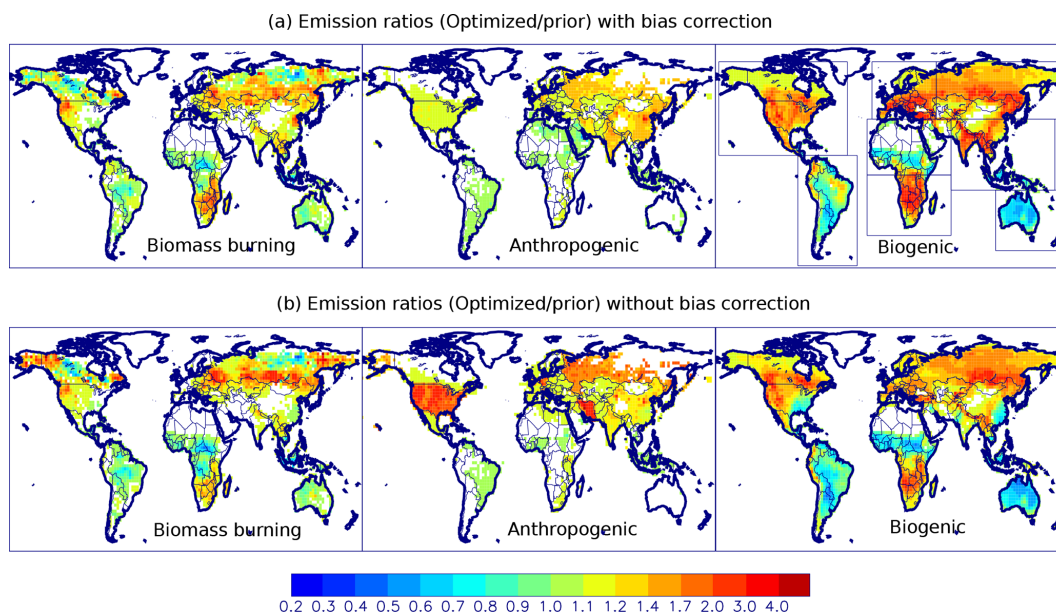 (a) Emission ratios (Optimized/prior) with bias correction
Biomass burning
Anthropogenic
Biogenic
(b) Emission ratios (Optimized/prior) without bias correction
Biomass burning
Anthropogenic
Biogenic
0.2 0.3 0.4 0.5 0.6 0.7 0.8 0.9 1.0 1.1 1.2 1.4 1.7 2.0 3.0 4.0